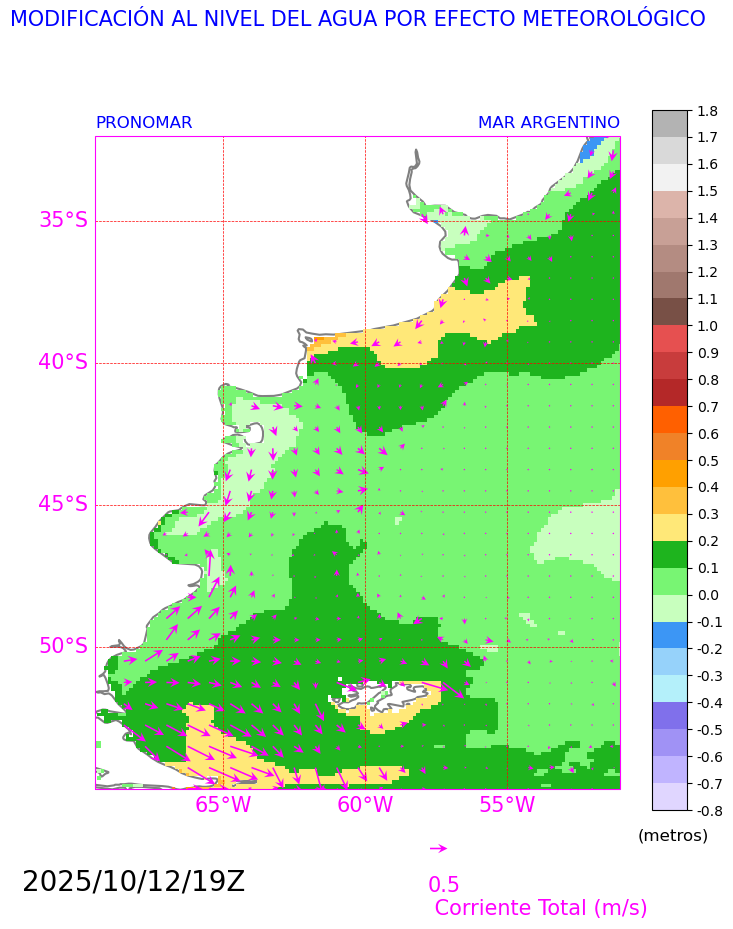 MODIFICACIÓN AL NIVEL DEL AGUA POR EFECTO METEOROLÓGICO
PRONOMAR MAR ARGENTINO
35°S
40°S
45°S
50°S
65°W 60°W 55°W
1.8
1.7
1.6
1.5
1.4
1.3
1.2
1.1
1.0
0.9
0.8
0.7
0.6
0.5
0.4
0.3
0.2
0.1
0.0
-0.1
-0.2
-0.3
-0.4
-0.5
-0.6
-0.7
-0.8
(metros)
2025/10/12/19Z
0.5
Corriente Total (m/s)